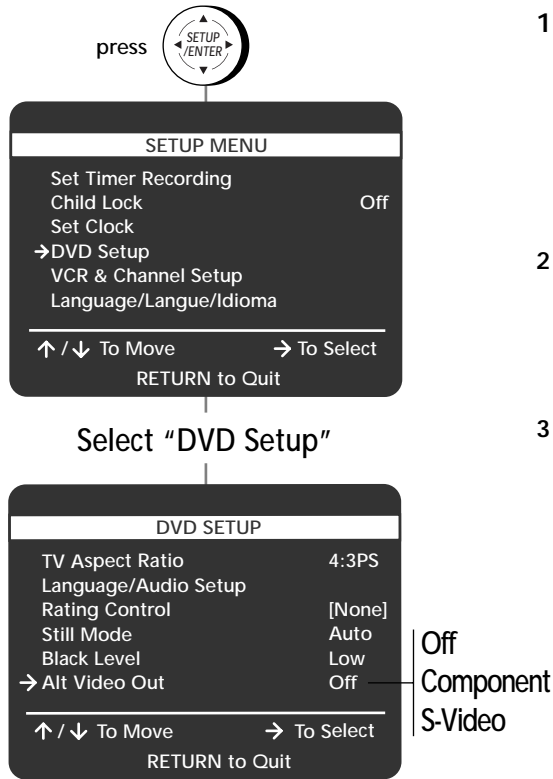 press
SETUP
/ENTER
1
SETUP MENU
Set Timer Recording
Child Lock Off
Set Clock
→DVD Setup
VCR & Channel Setup
Language/Langue/Idioma
↑/↓ To Move → To Select
RETURN to Quit
2
Select “DVD Setup”
3
DVD SETUP
TV Aspect Ratio 4:3PS
Language/Audio Setup
Rating Control [None]
Still Mode Auto
Black Level Low
→Alt Video Out Off
↑/↓ To Move → To Select
RETURN to Quit
Off
Component
S-Video